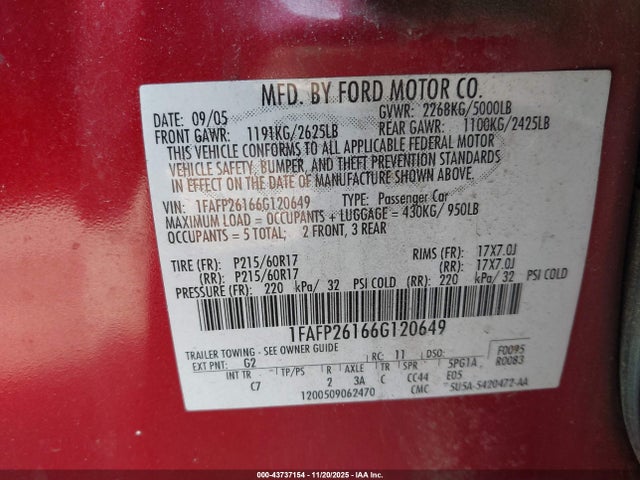 MFD. BY FORD MOTOR CO.
DATE: 09/05 GVWR: 2268KG/5000LB
FRONT GAWR: 1191KG/2625LB REAR GAWR: 1100KG/2425LB
THIS VEHICLE CONFORMS TO ALL APPLICABLE FEDERAL MOTOR
VEHICLE SAFETY, BUMPER, AND THEFT PREVENTION STANDARDS
IN EFFECT ON THE DATE OF MANUFACTURE SHOWN ABOVE.
VIN: 1FAFP26166G120649 TYPE: Passenger Car
MAXIMUM LOAD = OCCUPANTS + LUGGAGE = 430KG/ 950LB
OCCUPANTS = 5 TOTAL; 2 FRONT, 3 REAR
TIRE (FR): P215/60R17 RIMS (FR): 17X7.0J
(RR): P215/60R17 (RR): 17X7.0J
PRESSURE (FR): 220 kPa/ 32 PSI COLD (RR): 220 kPa/ 32 PSI COLD
1FAFP26166G120649
TRAILER TOWING - SEE OWNER GUIDE
EXT PNT: G2 RC: 11 DSO: F0095
INT TR TP/PS R AXLE TR SPR 5PG1A R0083
C7 2 3A C CC44 E05
1200509062470 CMC 5U5A-5420472-AA
000-43737154 - 11/20/2025 - IAA Inc.